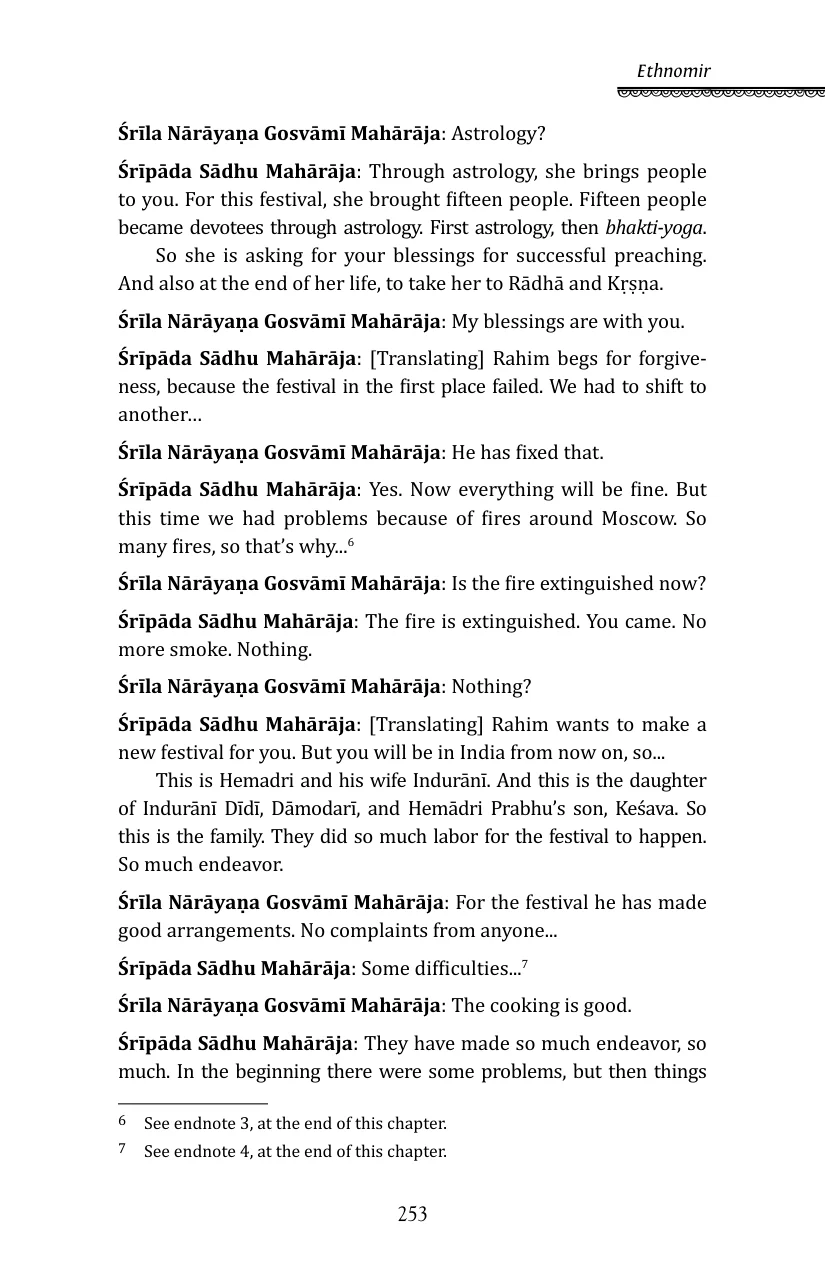 Ethnomir
Śrīla Nārāyaṇa Gosvāmī Mahārāja: Astrology?
Śrīpāda Sādhu Mahārāja: Through astrology, she brings people
to you. For this festival, she brought fifteen people. Fifteen people
became devotees through astrology. First astrology, then bhakti-yoga.
So she is asking for your blessings for successful preaching.
And also at the end of her life, to take her to Rādhā and Kṛṣṇa.
Śrīla Nārāyaṇa Gosvāmī Mahārāja: My blessings are with you.
Śrīpāda Sādhu Mahārāja: [Translating] Rahim begs for forgive-
ness, because the festival in the first place failed. We had to shift to
another...
Śrīla Nārāyaṇa Gosvāmī Mahārāja: He has fixed that.
Śrīpāda Sādhu Mahārāja: Yes. Now everything will be fine. But
this time we had problems because of fires around Moscow. So
many fires, so that’s why...6
Śrīla Nārāyaṇa Gosvāmī Mahārāja: Is the fire extinguished now?
Śrīpāda Sādhu Mahārāja: The fire is extinguished. You came. No
more smoke. Nothing.
Śrīla Nārāyaṇa Gosvāmī Mahārāja: Nothing?
Śrīpāda Sādhu Mahārāja: [Translating] Rahim wants to make a
new festival for you. But you will be in India from now on, so...
This is Hemadri and his wife Indurānī. And this is the daughter
of Indurānī Dīdī, Dāmodarī, and Hemādri Prabhu’s son, Keśava. So
this is the family. They did so much labor for the festival to happen.
So much endeavor.
Śrīla Nārāyaṇa Gosvāmī Mahārāja: For the festival he has made
good arrangements. No complaints from anyone...
Śrīpāda Sādhu Mahārāja: Some difficulties...7
Śrīla Nārāyaṇa Gosvāmī Mahārāja: The cooking is good.
Śrīpāda Sādhu Mahārāja: They have made so much endeavor, so
much. In the beginning there were some problems, but then things
6 See endnote 3, at the end of this chapter.
7 See endnote 4, at the end of this chapter.
253